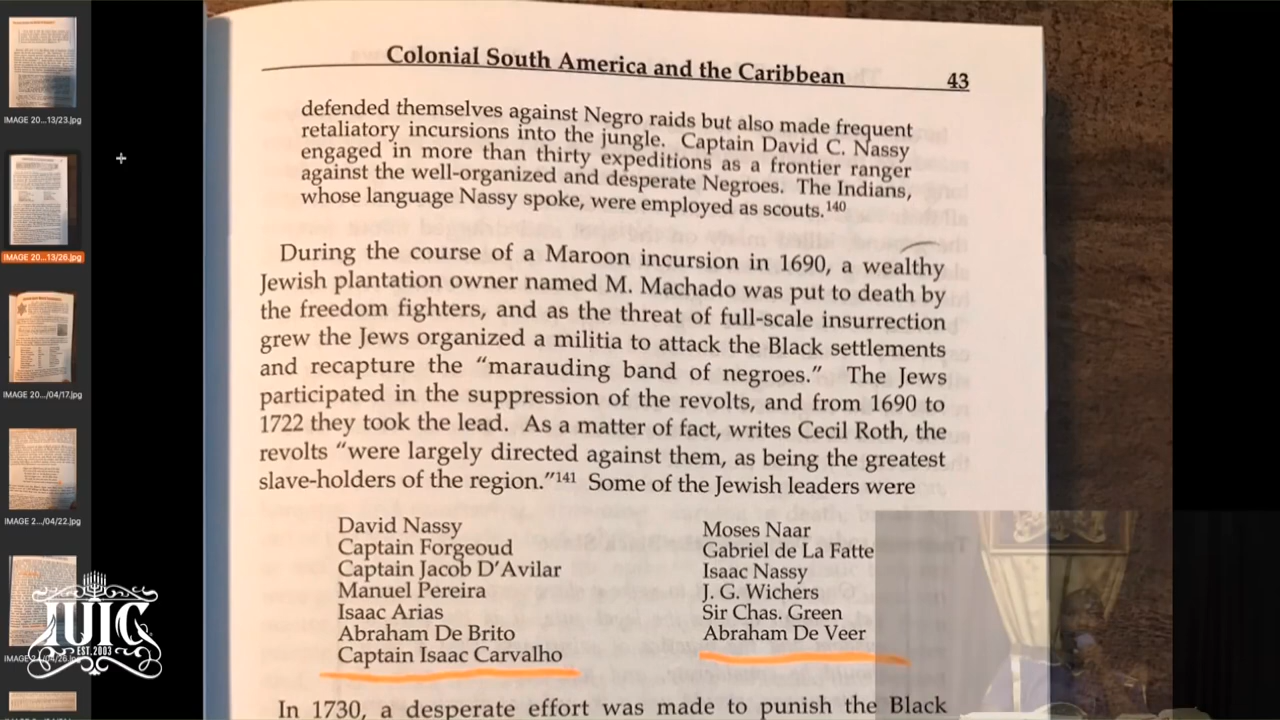 Colonial South America and the Caribbean 43
defended themselves against Negro raids but also made frequent
retaliatory incursions into the jungle. Captain David C. Nassy
engaged in more than thirty expeditions as a frontier ranger
against the well-organized and desperate Negroes. The Indians,
whose language Nassy spoke, were employed as scouts.140
During the course of a Maroon incursion in 1690, a wealthy
Jewish plantation owner named M. Machado was put to death by
the freedom fighters, and as the threat of full-scale insurrection
grew the Jews organized a militia to attack the Black settlements
and recapture the "marauding band of negroes." The Jews
participated in the suppression of the revolts, and from 1690 to
1722 they took the lead. As a matter of fact, writes Cecil Roth, the
revolts "were largely directed against them, as being the greatest
slave-holders of the region."141 Some of the Jewish leaders were
David Nassy
Captain Forgeoud
Captain Jacob D'Avilar
Manuel Pereira
Isaac Arias
Abraham De Brito
Captain Isaac Carvalho
Moses Naar
Gabriel de La Fatte
Isaac Nassy
J. G. Wichers
Sir Chas. Green
Abraham De Veer
In 1730, a desperate effort was made to punish the Black
IMAGE 20...13/23.jpg
IMAGE 20...13/26.jpg
IMAGE 20.../04/17.jpg
IMAGE 2.../04/22.jpg
IUIC
EST. 2003